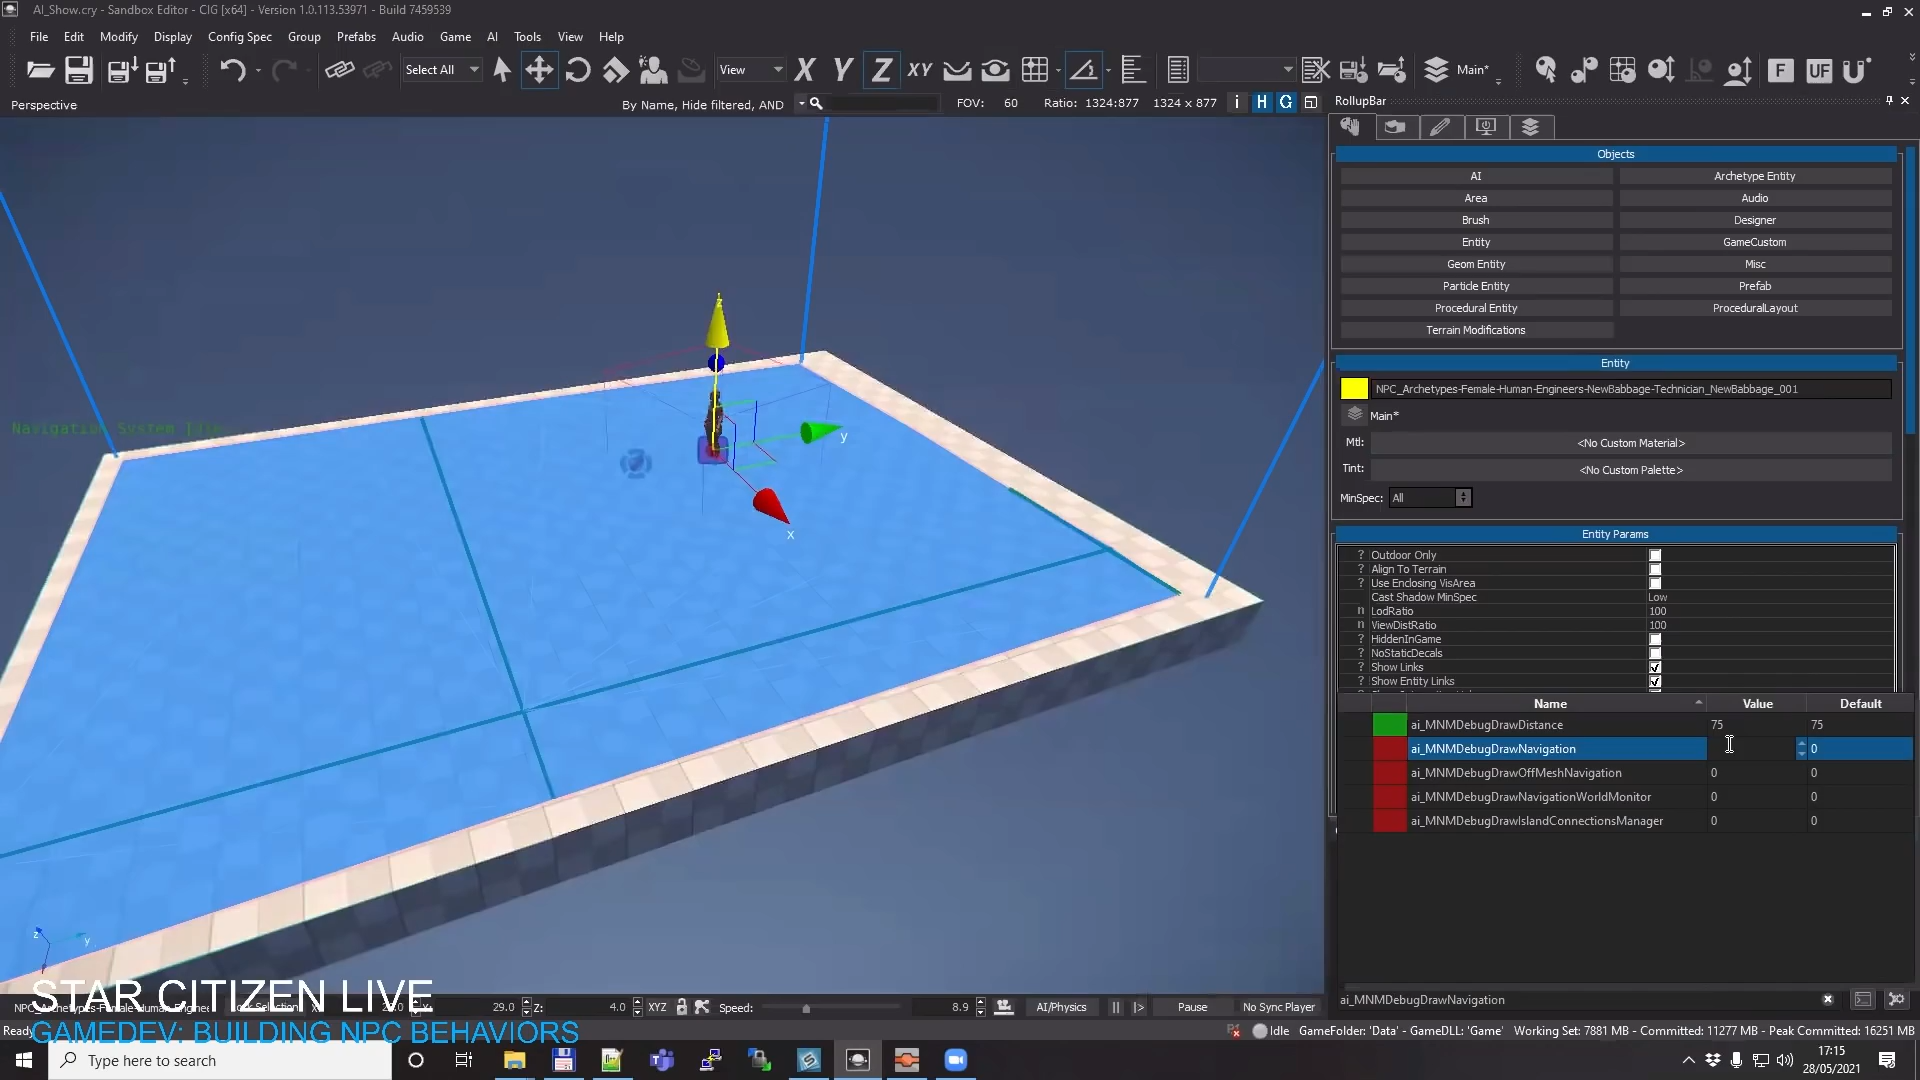 AI_Show.cry - Sandbox Editor - CIG [x64] - Version 1.0.113.53971 - Build 7459539
File Edit Modify Display Config Spec Group Prefabs Audio Game AI Tools View Help
Select All View X Y Z XY Main* F UF
Perspective By Name, Hide filtered, AND FOV: 60 Ratio: 1324:877 1324 x 877 i H G
RollupBar
Objects
AI Archetype Entity
Area Audio
Brush Designer
Entity GameCustom
Geom Entity Misc
Particle Entity Prefab
Procedural Entity ProceduralLayout
Terrain Modifications
Entity
NPC_Archetypes-Female-Human-Engineers-NewBabbage-Technician_NewBabbage_001
Main*
Mtl: <No Custom Material>
Tint: <No Custom Palette>
MinSpec: All
Entity Params
? Outdoor Only
? Align To Terrain
? Use Enclosing VisArea
Cast Shadow MinSpec Low
n LodRatio 100
n ViewDistRatio 100
? HiddenInGame
? NoStaticDecals
? Show Links
? Show Entity Links
Name Value Default
ai_MNMDebugDrawDistance 75 75
ai_MNMDebugDrawNavigation 0
ai_MNMDebugDrawOffMeshNavigation 0 0
ai_MNMDebugDrawNavigationWorldMonitor 0 0
ai_MNMDebugDrawIslandConnectionsManager 0 0
ai_MNMDebugDrawNavigation
Navigation System
z
y
x
z
y
STAR CITIZEN LIVE
GAMEDEV: BUILDING NPC BEHAVIORS
29.0 Z: 4.0 XYZ Speed: 8.9 AI/Physics Pause No Sync Player
Idle GameFolder: 'Data' - GameDLL: 'Game' Working Set: 7881 MB - Committed: 11277 MB - Peak Committed: 16251 MB
Type here to search
17:15
28/05/2021